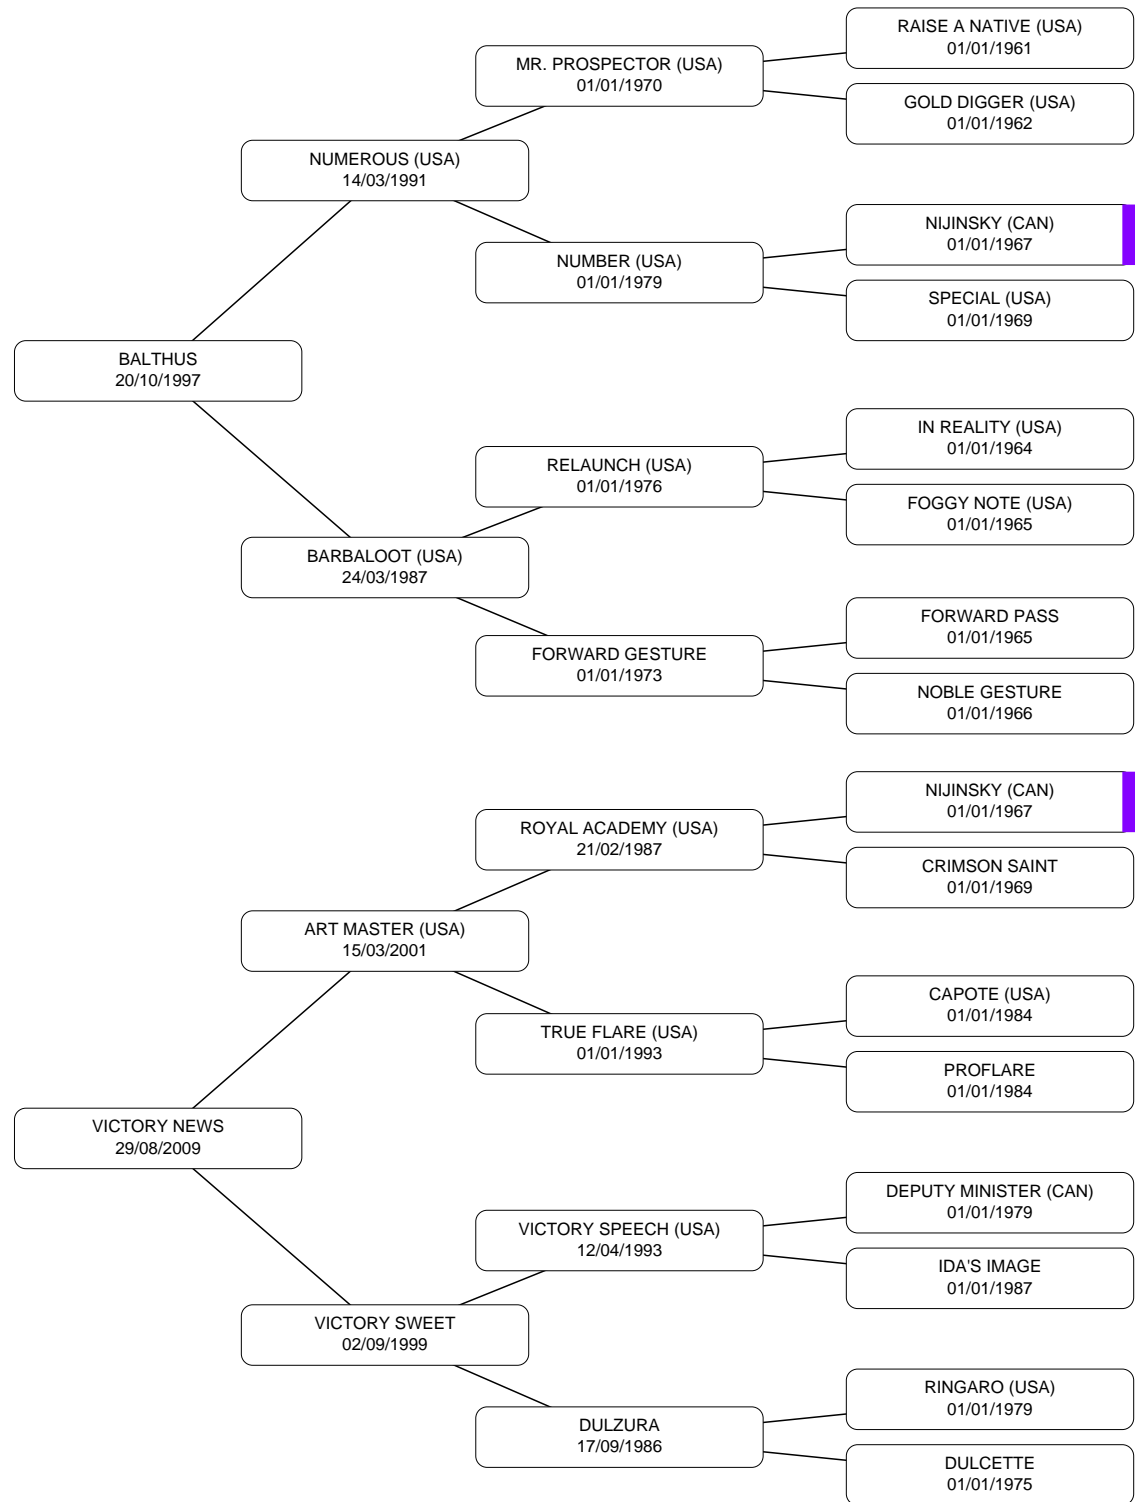 RAISE A NATIVE (USA)
01/01/1961
MR. PROSPECTOR (USA)
01/01/1970
GOLD DIGGER (USA)
01/01/1962
NUMEROUS (USA)
14/03/1991
NIJINSKY (CAN)
01/01/1967
NUMBER (USA)
01/01/1979
SPECIAL (USA)
01/01/1969
BALTHUS
20/10/1997
IN REALITY (USA)
01/01/1964
RELAUNCH (USA)
01/01/1976
FOGGY NOTE (USA)
01/01/1965
BARBALOOT (USA)
24/03/1987
FORWARD PASS
01/01/1965
FORWARD GESTURE
01/01/1973
NOBLE GESTURE
01/01/1966
NIJINSKY (CAN)
01/01/1967
ROYAL ACADEMY (USA)
21/02/1987
CRIMSON SAINT
01/01/1969
ART MASTER (USA)
15/03/2001
CAPOTE (USA)
01/01/1984
TRUE FLARE (USA)
01/01/1993
PROFLARE
01/01/1984
VICTORY NEWS
29/08/2009
DEPUTY MINISTER (CAN)
01/01/1979
VICTORY SPEECH (USA)
12/04/1993
IDA'S IMAGE
01/01/1987
VICTORY SWEET
02/09/1999
RINGARO (USA)
01/01/1979
DULZURA
17/09/1986
DULCETTE
01/01/1975